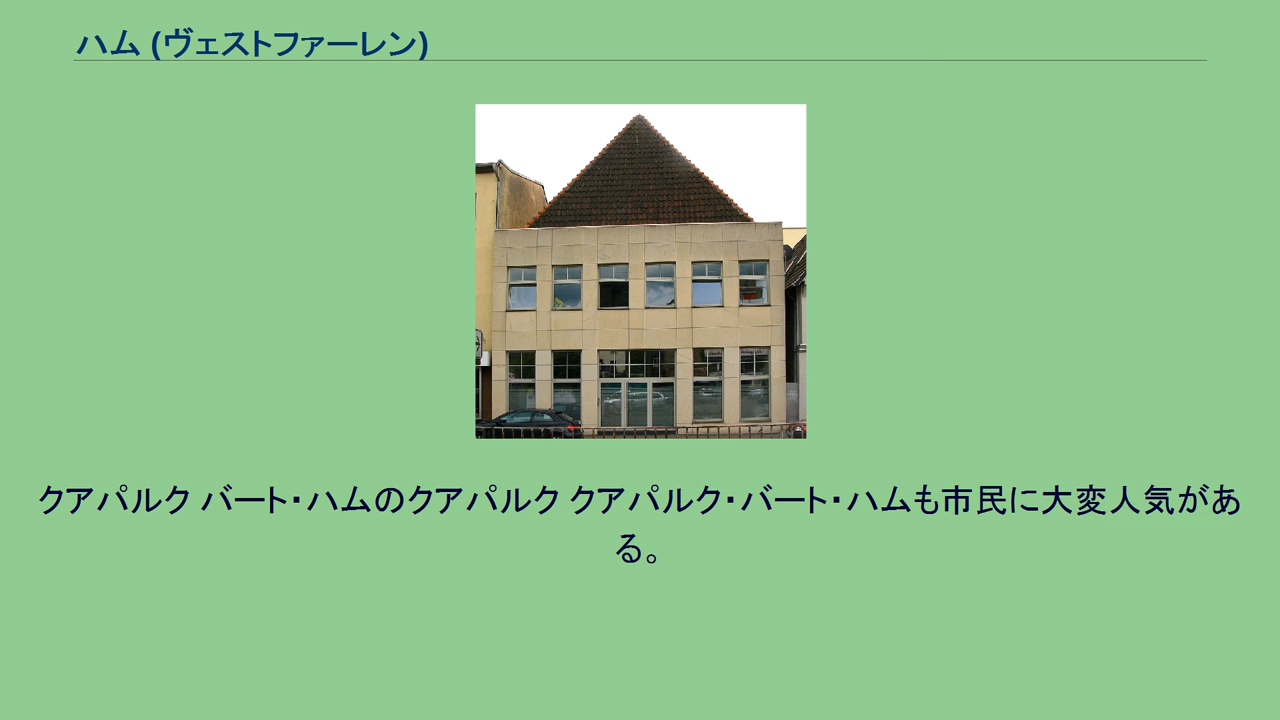 ハム (ヴェストファーレン)
クアパルク バート・ハムのクアパルク クアパルク・バート・ハムも市民に大変人気があ
る。